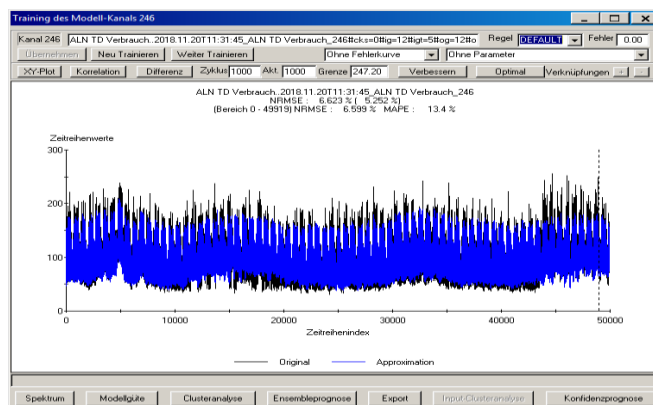 Training des Modell-Kanals 246
Kanal 246 ALN TD Verbrauch..2018.11.20T11:31:45_ALN TD Verbrauch_246#cks=0#ig=12#igt=5#og=12#o Regel DEFAULT Fehler 0.00
Übernehmen Neu Trainieren Weiter Trainieren Ohne Fehlerkurve Ohne Parameter
XY-Plot Korrelation Differenz Zyklus 1000 Akt. 1000 Grenze 247.20 Verbessern Optimal Verknüpfungen + -
ALN TD Verbrauch..2018.11.20T11:31:45_ALN TD Verbrauch_246
NRMSE : 6.623 % ( 5.252 %)
(Bereich 0 - 49919) NRMSE : 6.599 % MAPE : 13.4 %
Zeitreihenwerte
300
200
100
0
0 10000 20000 30000 40000 50000
Zeitreihenindex
Original Approximation
Spektrum Modellgüte Clusteranalyse Ensembleprognose Export Input-Clusteranalyse Konfidenzprognose